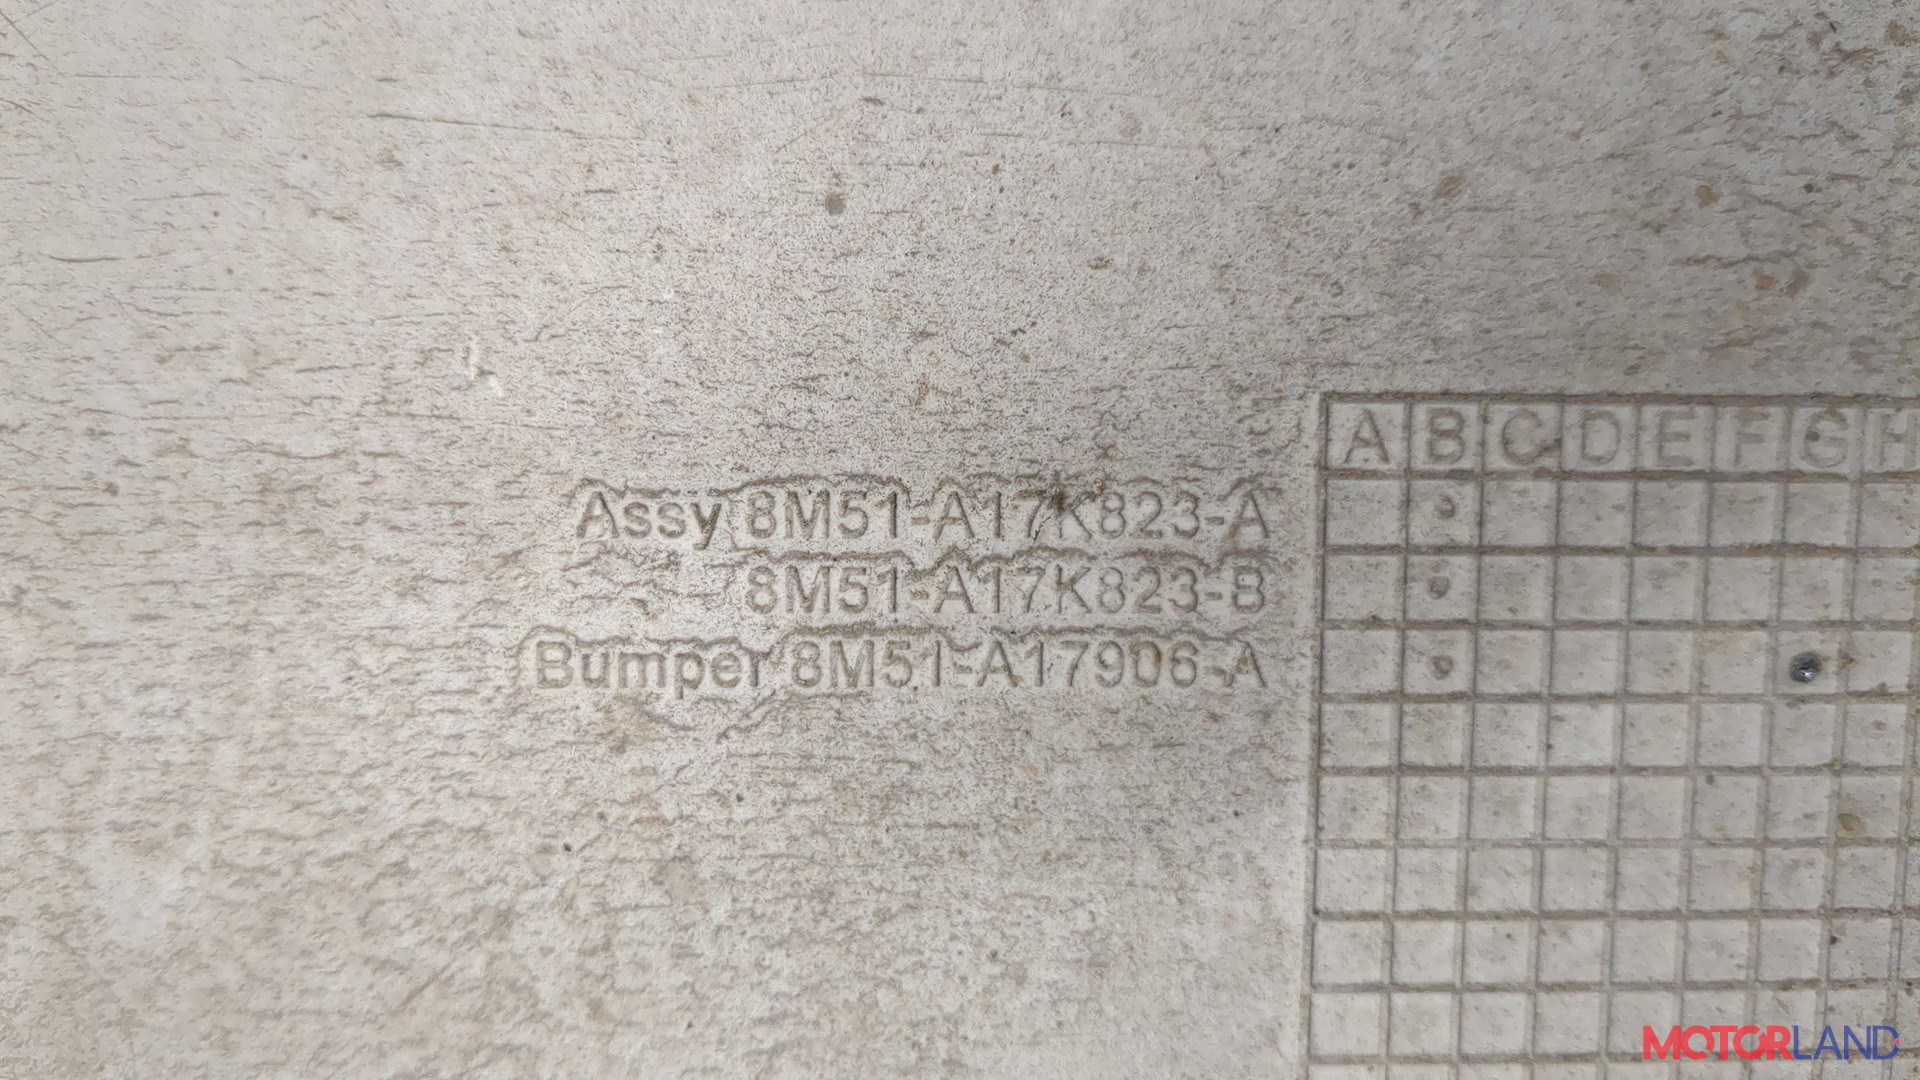 A B C D E F G H
Assy 8M51-A17K823-A
8M51-A17K823-B
Bumper 8M51-A17906-A
MOTORLAND